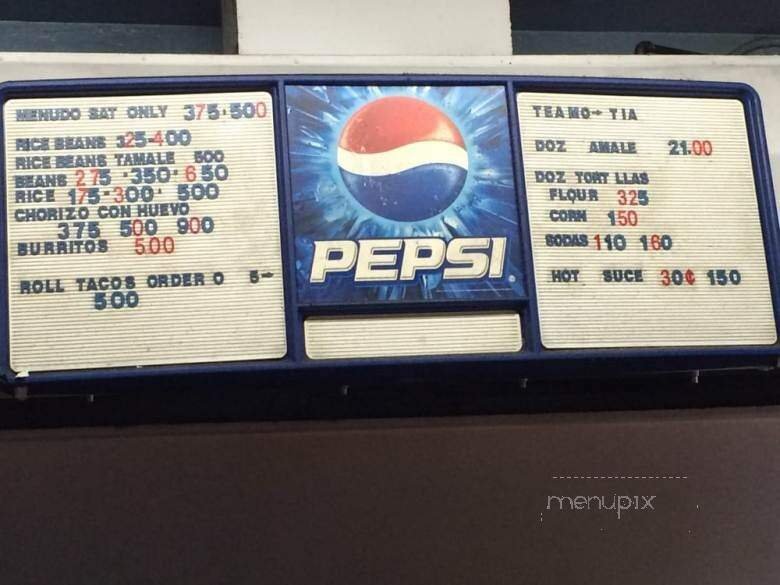 MENUDO SAT ONLY 375·500
RICE BEANS 325-400
RICE BEANS TAMALE 500
BEANS 275 ·350· 650
RICE 175·300· 500
CHORIZO CON HUEVO
375 500 900
BURRITOS 500
ROLL TACOS ORDER O 5→
500
PEPSI
TEAMO→ TIA
DOZ AMALE 21.00
DOZ TORT LLAS
FLOUR 325
CORN 150
SODAS 110 160
HOT SUCE 30¢ 150
menupix